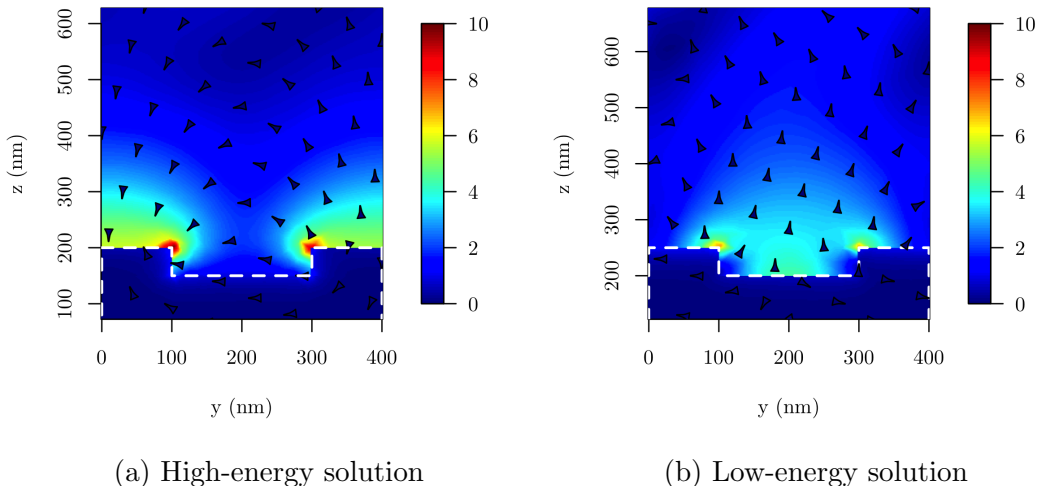 z (nm)
100 200 300 400 500 600
0 100 200 300 400
y (nm)
0 2 4 6 8 10
(a) High-energy solution
z (nm)
200 300 400 500 600
0 100 200 300 400
y (nm)
0 2 4 6 8 10
(b) Low-energy solution